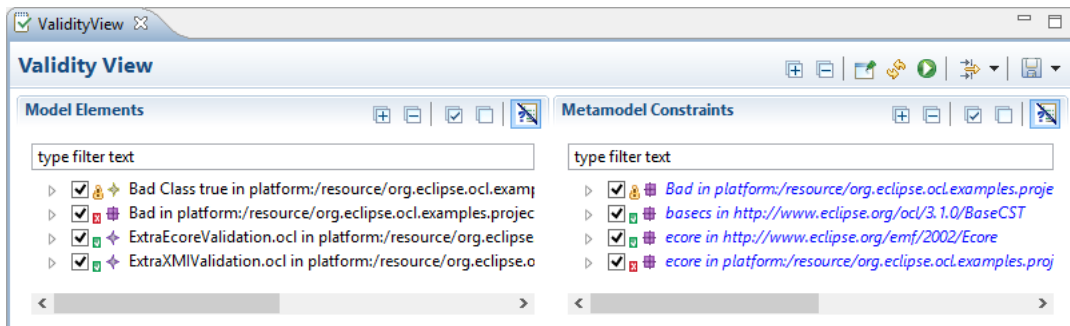 ValidityView
Validity View
Model Elements
type filter text
Bad Class true in platform:/resource/org.eclipse.ocl.examp
Bad in platform:/resource/org.eclipse.ocl.examples.projec
ExtraEcoreValidation.ocl in platform:/resource/org.eclipse
ExtraXMIValidation.ocl in platform:/resource/org.eclipse.o
Metamodel Constraints
type filter text
Bad in platform:/resource/org.eclipse.ocl.examples.proje
basecs in http://www.eclipse.org/ocl/3.1.0/BaseCST
ecore in http://www.eclipse.org/emf/2002/Ecore
ecore in platform:/resource/org.eclipse.ocl.examples.proj